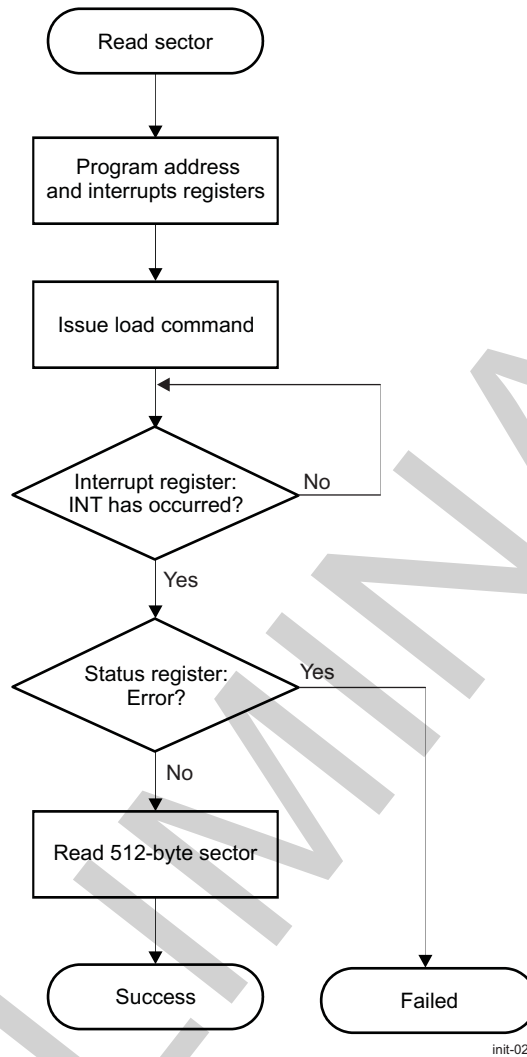 Read sector
Program address
and interrupts registers
Issue load command
Interrupt register:
INT has occurred?
No
Yes
Status register:
Error?
Yes
No
Read 512-byte sector
Success
Failed
init-02